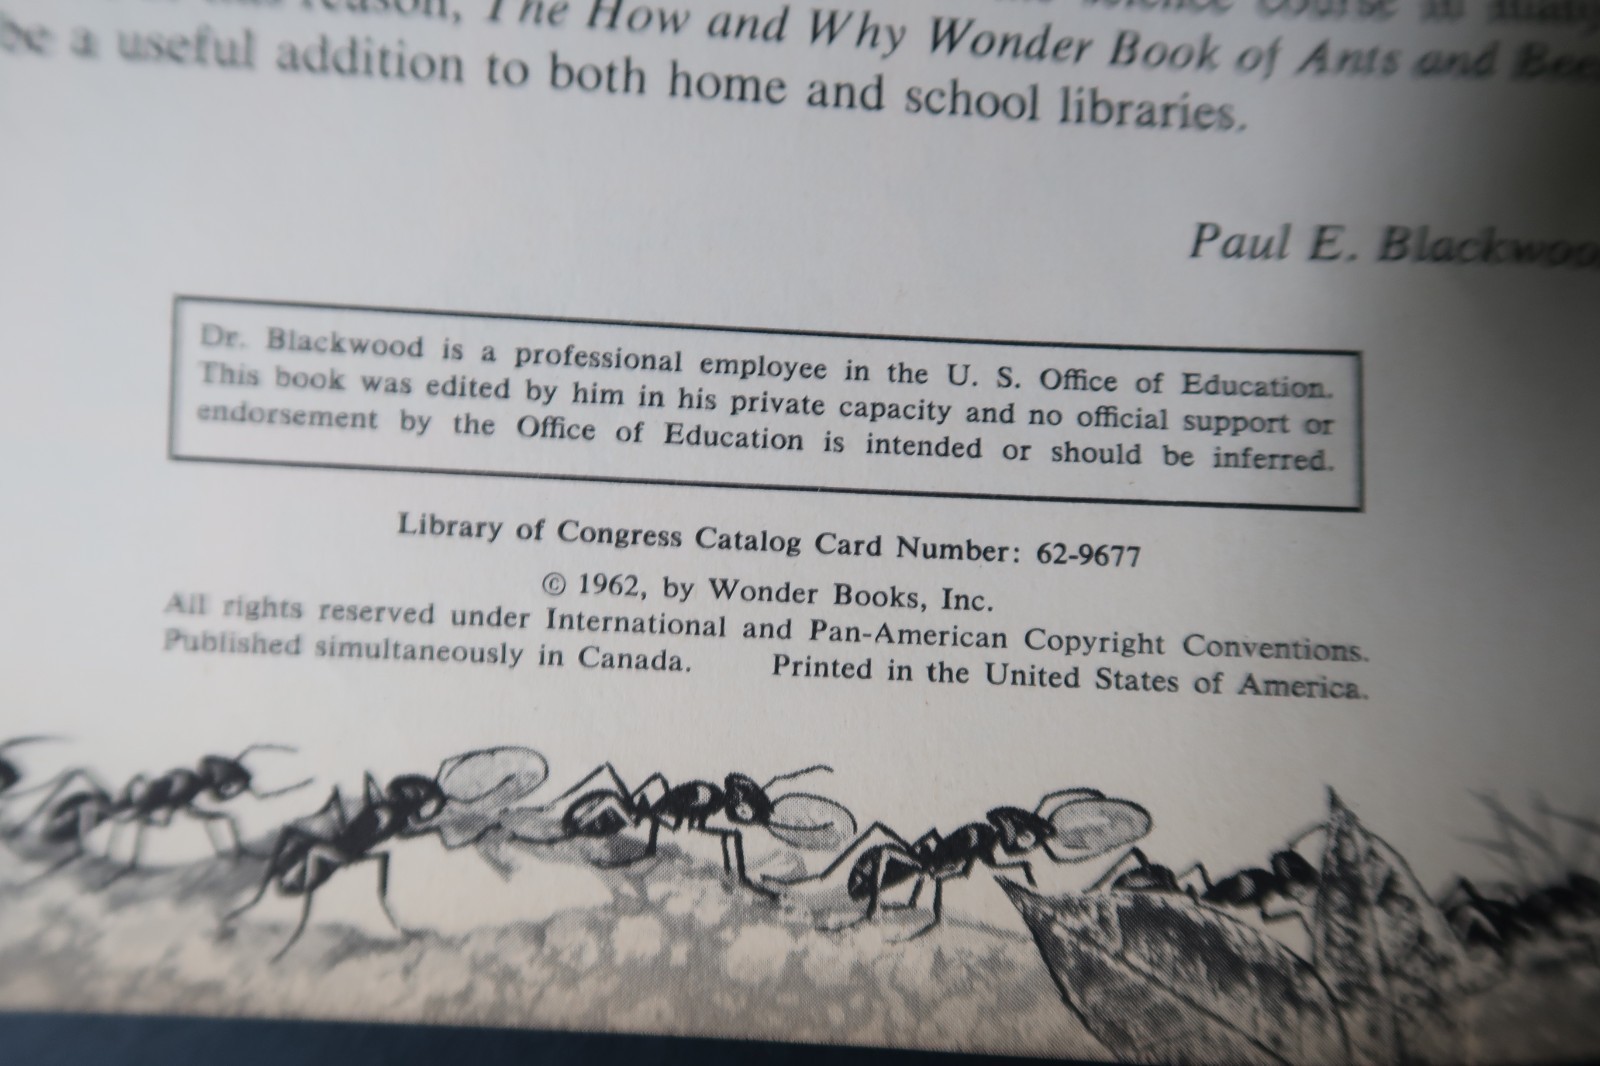 reason, The How and Why Wonder Book of Ants and Bees
be a useful addition to both home and school libraries.
Paul E. Blackwood
Dr. Blackwood is a professional employee in the U. S. Office of Education.
This book was edited by him in his private capacity and no official support or
endorsement by the Office of Education is intended or should be inferred.
Library of Congress Catalog Card Number: 62-9677
© 1962, by Wonder Books, Inc.
All rights reserved under International and Pan-American Copyright Conventions.
Published simultaneously in Canada. Printed in the United States of America.